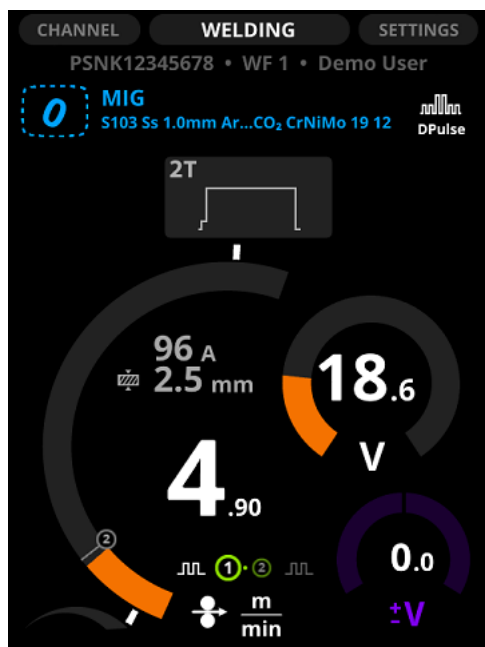 CHANNEL WELDING SETTINGS
PSNK12345678 • WF 1 • Demo User
0 MIG
S103 Ss 1.0mm Ar...CO₂ CrNiMo 19 12
DPulse
2T
96 A
2.5 mm
18.6
V
4.90
2
1 • 2
m
min
0.0
±V